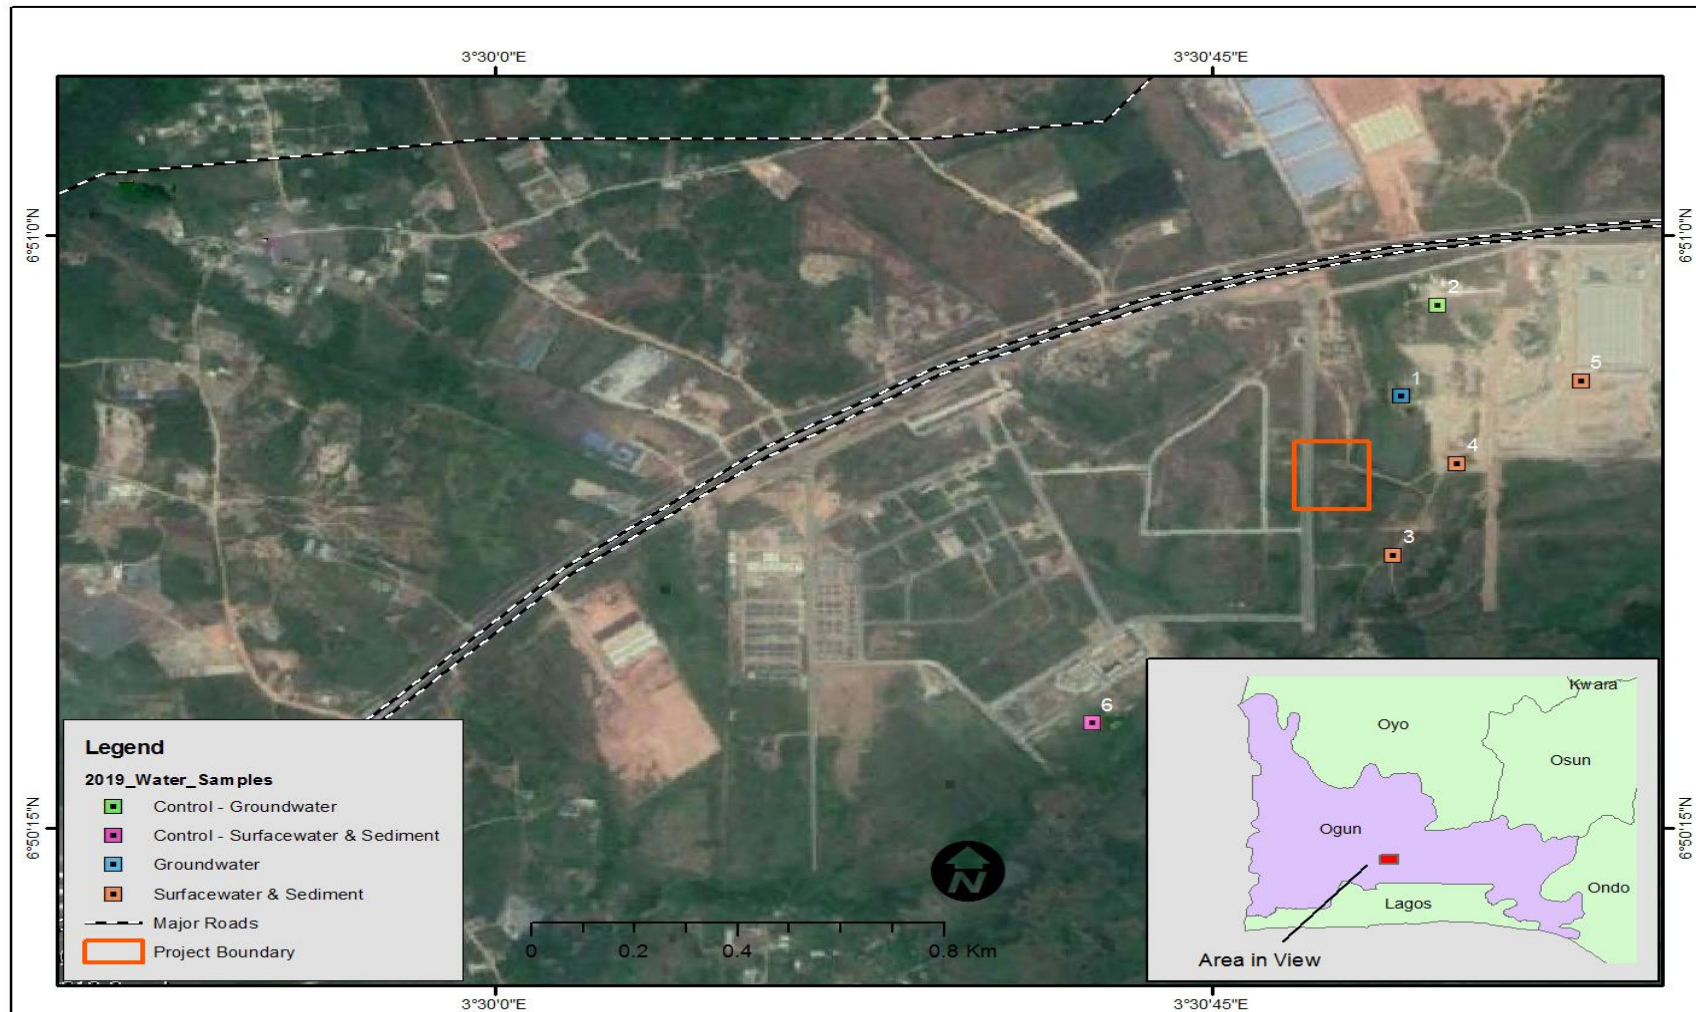 3°30'0"E
3°30'45"E
6°51'0"N
6°51'0"N
2
5
1
4
3
6
Legend
2019_Water_Samples
Control - Groundwater
Control - Surfacewater & Sediment
Groundwater
Surfacewater & Sediment
Major Roads
Project Boundary
6°50'15"N
6°50'15"N
N
0 0.2 0.4 0.8 Km
Kwara
Oyo
Osun
Ogun
Ondo
Lagos
Area in View
3°30'0"E
3°30'45"E